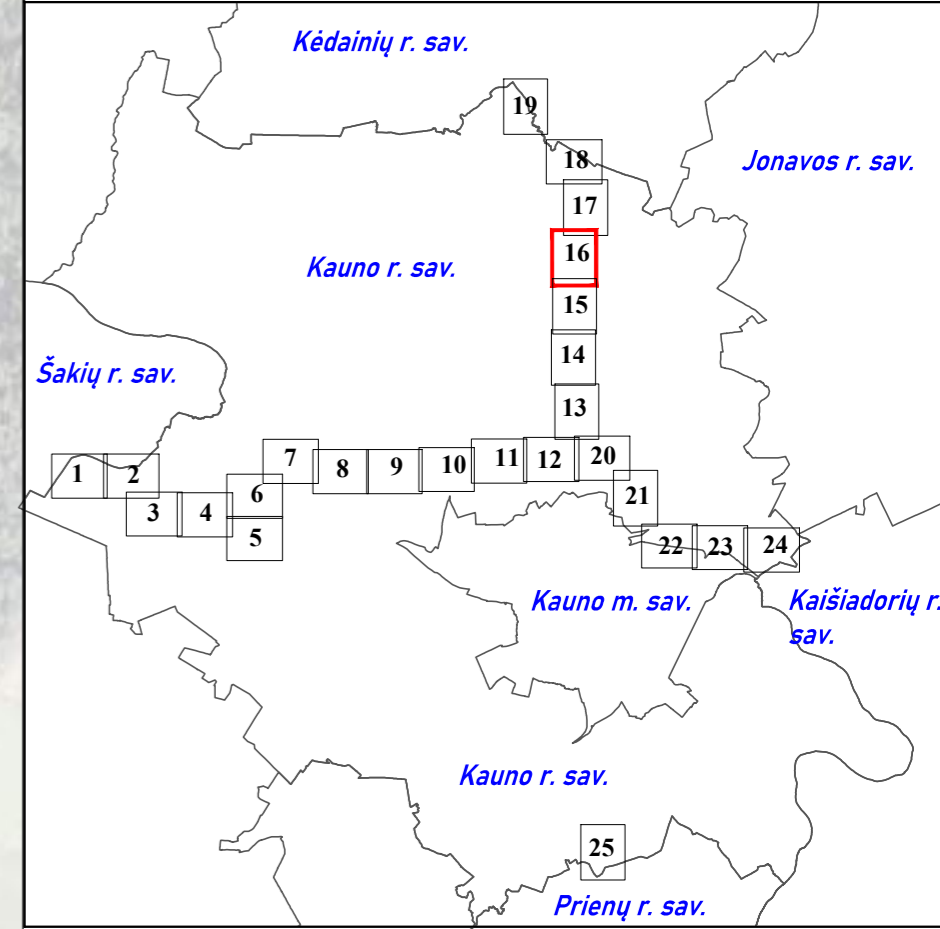 Kėdainių r. sav.
19
18
Jonavos r. sav.
17
16
Kauno r. sav.
15
14
Šakių r. sav.
13
1
2
3
4
6
5
7
8
9
10
11
12
20
21
22
23
24
Kauno m. sav.
Kaišiadorių r.
sav.
Kauno r. sav.
25
Prienų r. sav.